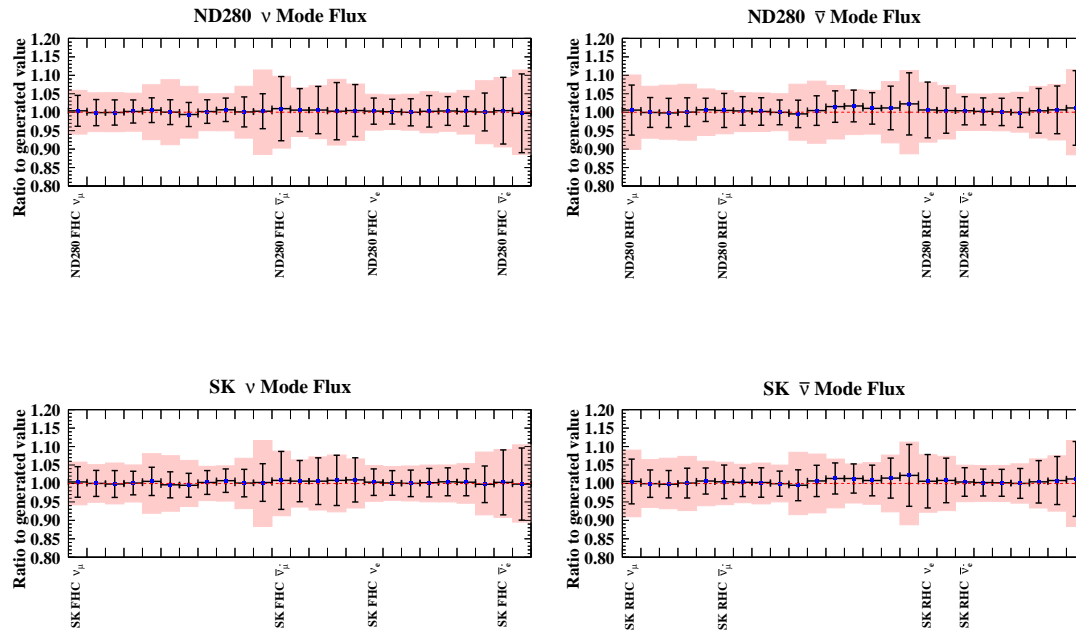 ND280 ν Mode Flux
Ratio to generated value
1.20
1.15
1.10
1.05
1.00
0.95
0.90
0.85
0.80
ND280 FHC ν_μ
ND280 FHC ν̅_μ
ND280 FHC ν_e
ND280 FHC ν̅_e
ND280 ν̅ Mode Flux
Ratio to generated value
1.20
1.15
1.10
1.05
1.00
0.95
0.90
0.85
0.80
ND280 RHC ν_μ
ND280 RHC ν̅_μ
ND280 RHC ν_e
ND280 RHC ν̅_e
SK ν Mode Flux
Ratio to generated value
1.20
1.15
1.10
1.05
1.00
0.95
0.90
0.85
0.80
SK FHC ν_μ
SK FHC ν̅_μ
SK FHC ν_e
SK FHC ν̅_e
SK ν̅ Mode Flux
Ratio to generated value
1.20
1.15
1.10
1.05
1.00
0.95
0.90
0.85
0.80
SK RHC ν_μ
SK RHC ν̅_μ
SK RHC ν_e
SK RHC ν̅_e